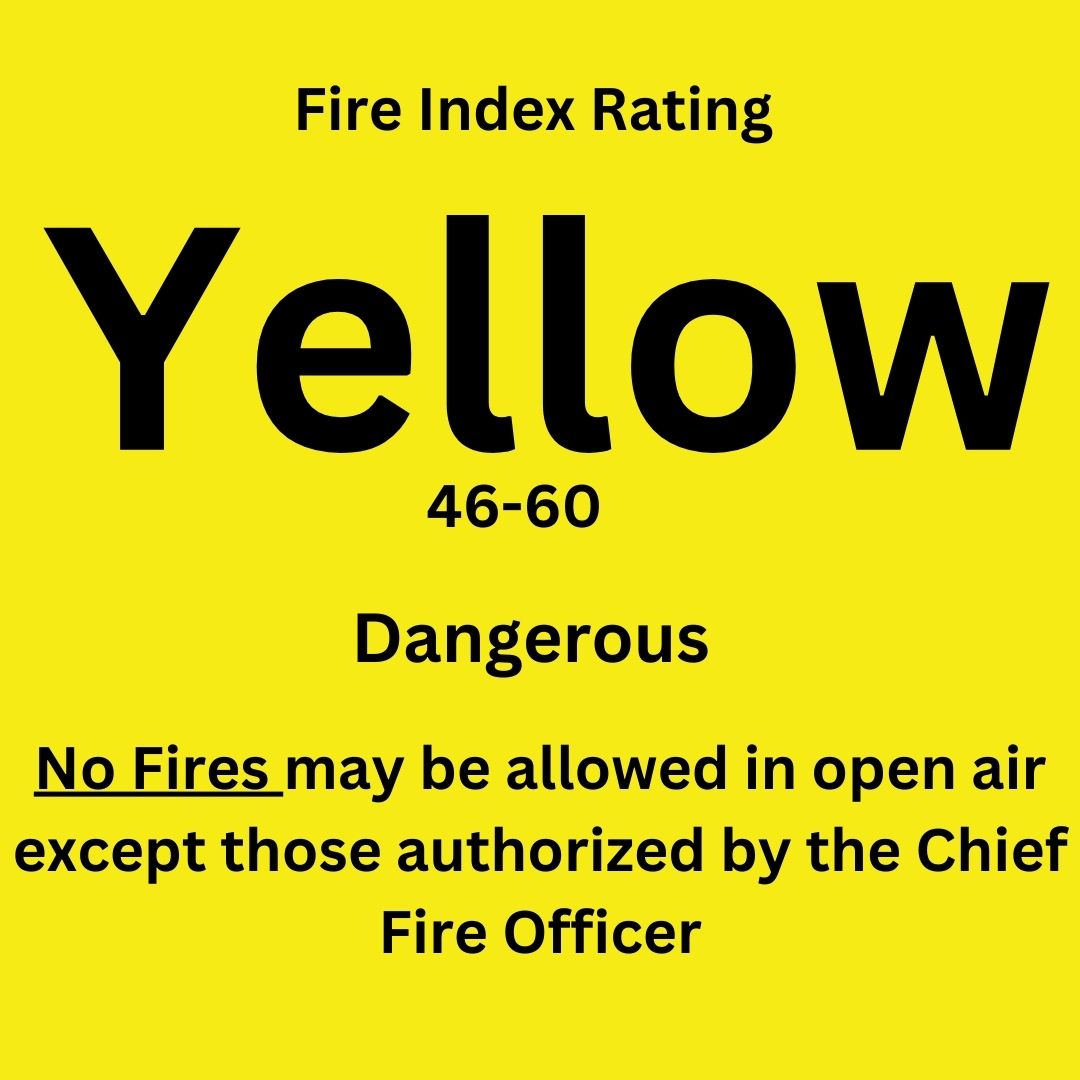 Fire Index Rating
Yellow
46-60
Dangerous
No Fires may be allowed in open air
except those authorized by the Chief
Fire Officer